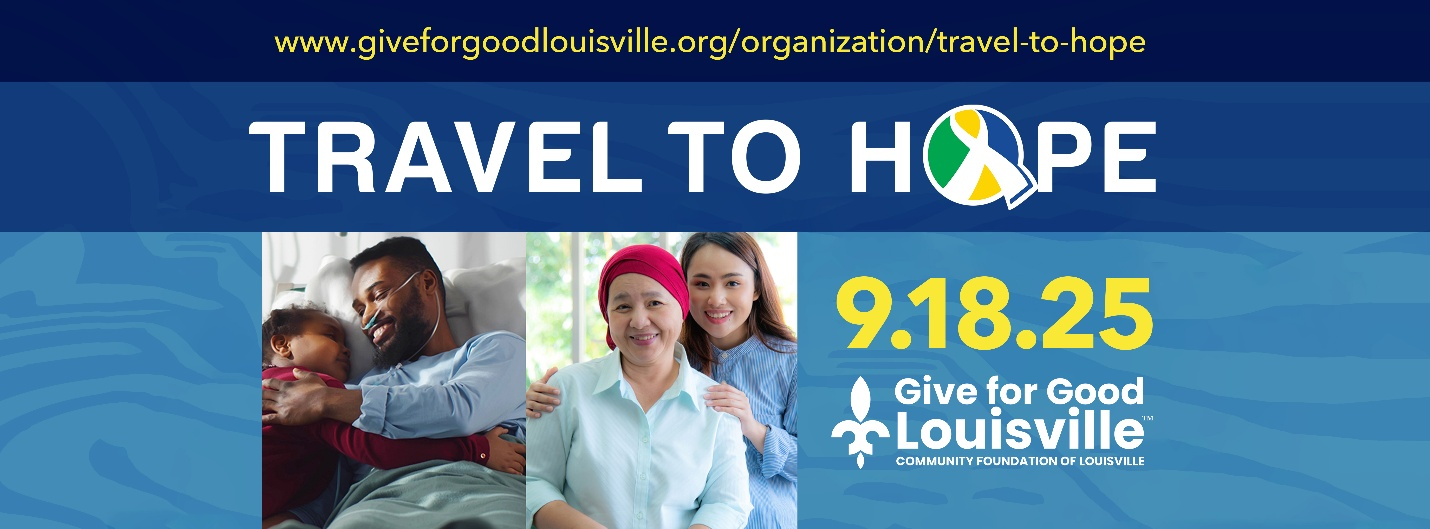 www.giveforgoodlouisville.org/organization/travel-to-hope
TRAVEL TO HOPE
9.18.25
Give for Good
Louisville™
COMMUNITY FOUNDATION OF LOUISVILLE